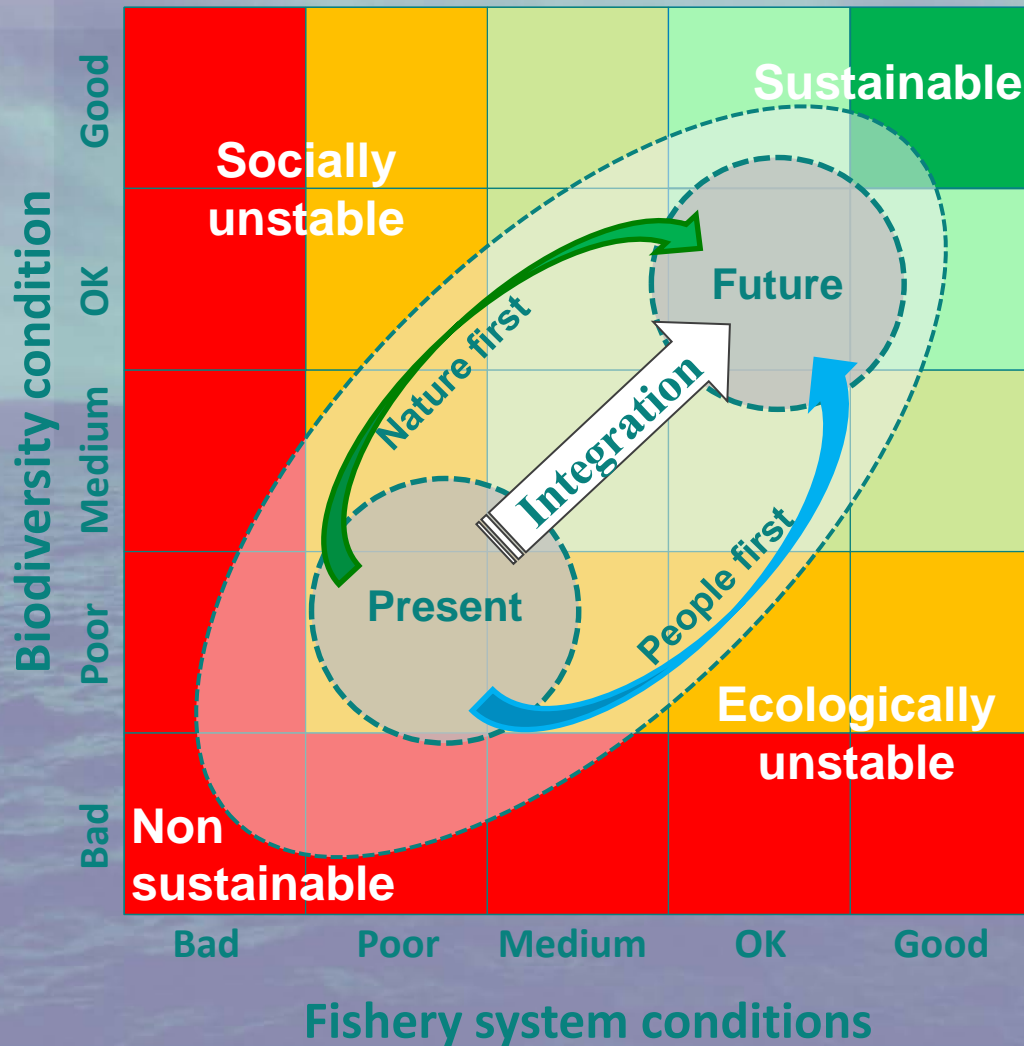 Sustainable
Socially
unstable
Future
Nature first
Integration
Present
People first
Ecologically
unstable
Non
sustainable
Biodiversity condition
Good
OK
Medium
Poor
Bad
Bad
Poor
Medium
OK
Good
Fishery system conditions